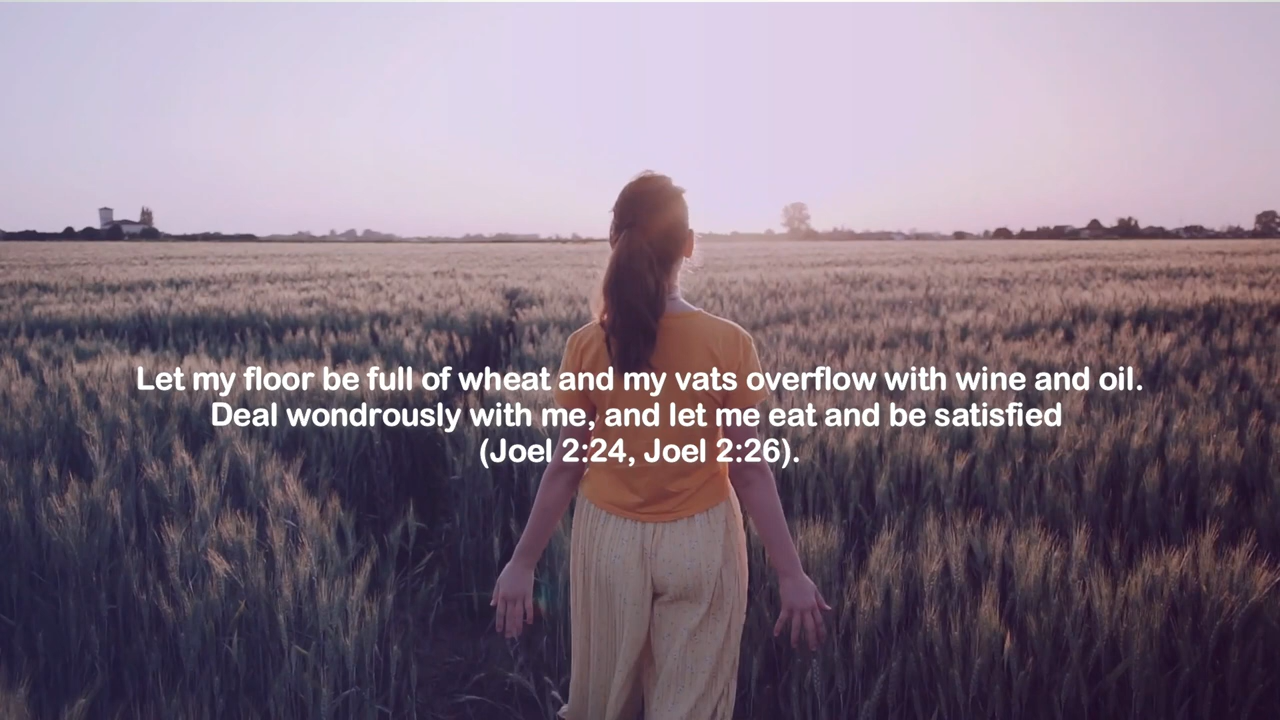 Let my floor be full of wheat and my vats overflow with wine and oil.
Deal wondrously with me, and let me eat and be satisfied
(Joel 2:24, Joel 2:26).